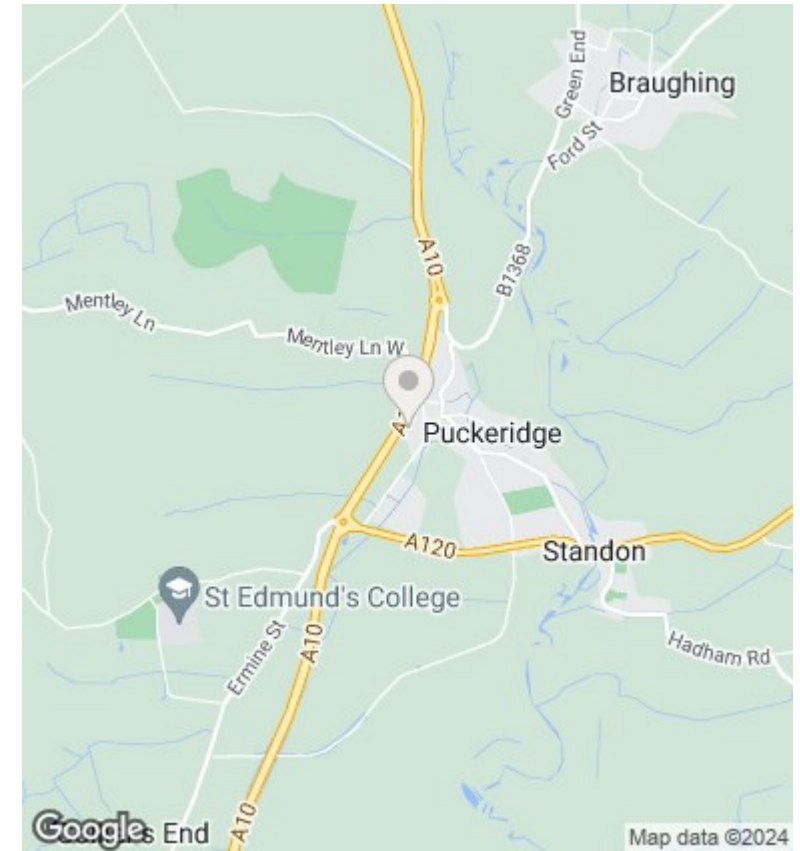 Braughing
Green End
Ford St
A10
B1368
Mentley Ln
Mentley Ln W
Puckeridge
A120
Standon
St Edmund's College
Ermine St
A10
Hadham Rd
A10
Google
End
Map data ©2024